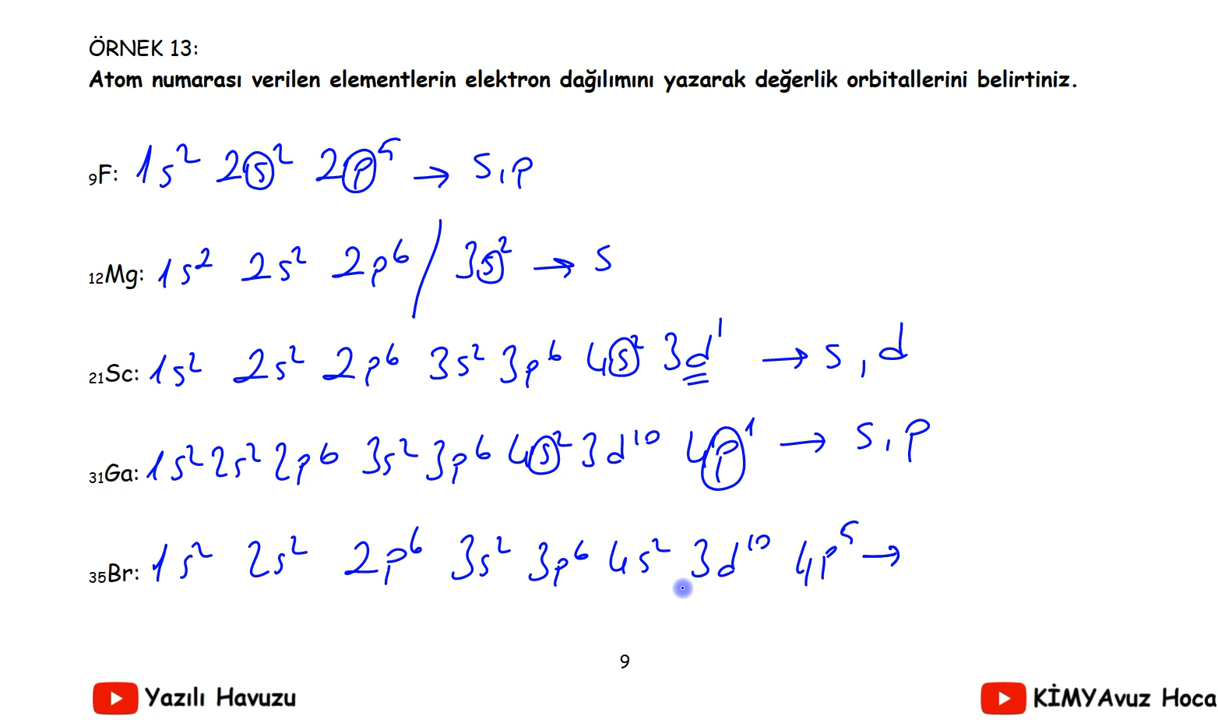 ÖRNEK 13:
Atom numarası verilen elementlerin elektron dağılımını yazarak değerlik orbitallerini belirtiniz.
₉F: 1s² 2s² 2p⁵ → s, p
₁₂Mg: 1s² 2s² 2p⁶ / 3s² → s
₂₁Sc: 1s² 2s² 2p⁶ 3s² 3p⁶ 4s² 3d¹ → s, d
₃₁Ga: 1s² 2s² 2p⁶ 3s² 3p⁶ 4s² 3d¹⁰ 4p¹ → s, p
₃₅Br: 1s² 2s² 2p⁶ 3s² 3p⁶ 4s² 3d¹⁰ 4p⁵ →
9
Yazılı Havuzu
KİMYAvuz Hoca